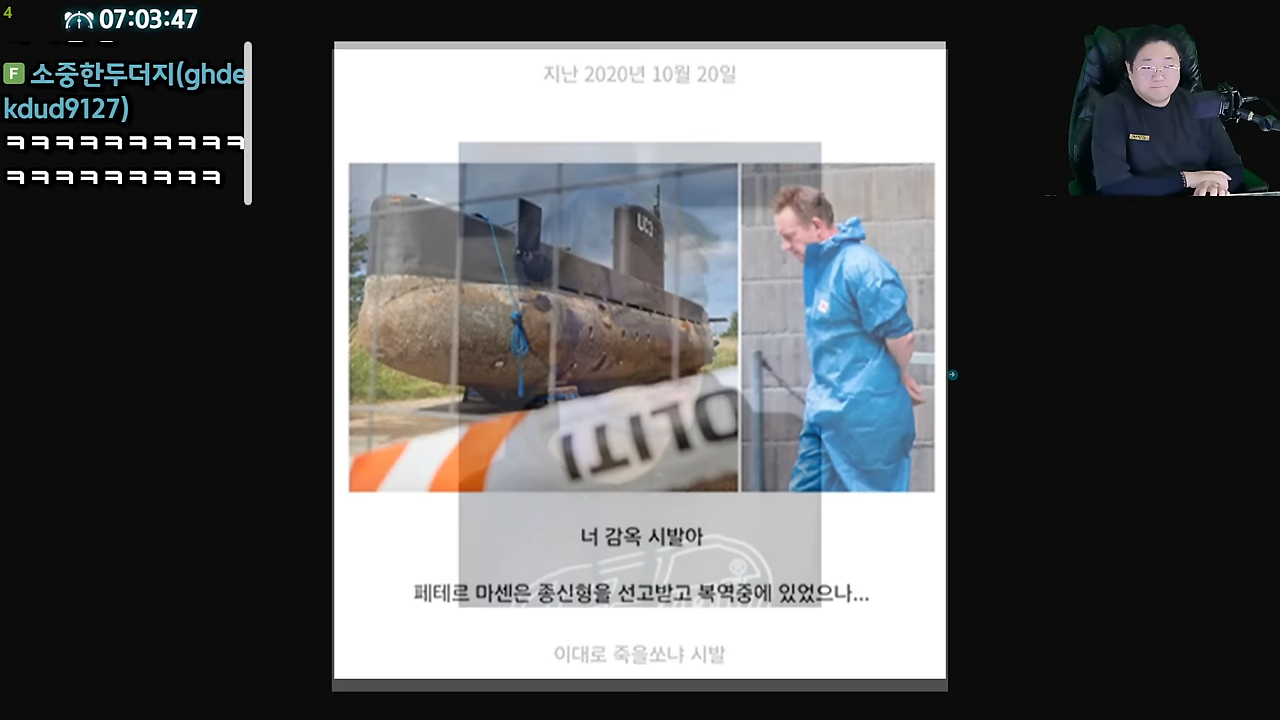 4
07:03:47
F 소중한두더지(ghde
kdud9127)
ㅋㅋㅋㅋㅋㅋㅋㅋㅋㅋ
ㅋㅋㅋㅋㅋㅋㅋㅋㅋ
지난 2020년 10월 20일
UC3
OLITI
너 감옥 시발아
페테르 마센은 종신형을 선고받고 복역중에 있었으나...
이대로 죽을쏘냐 시발